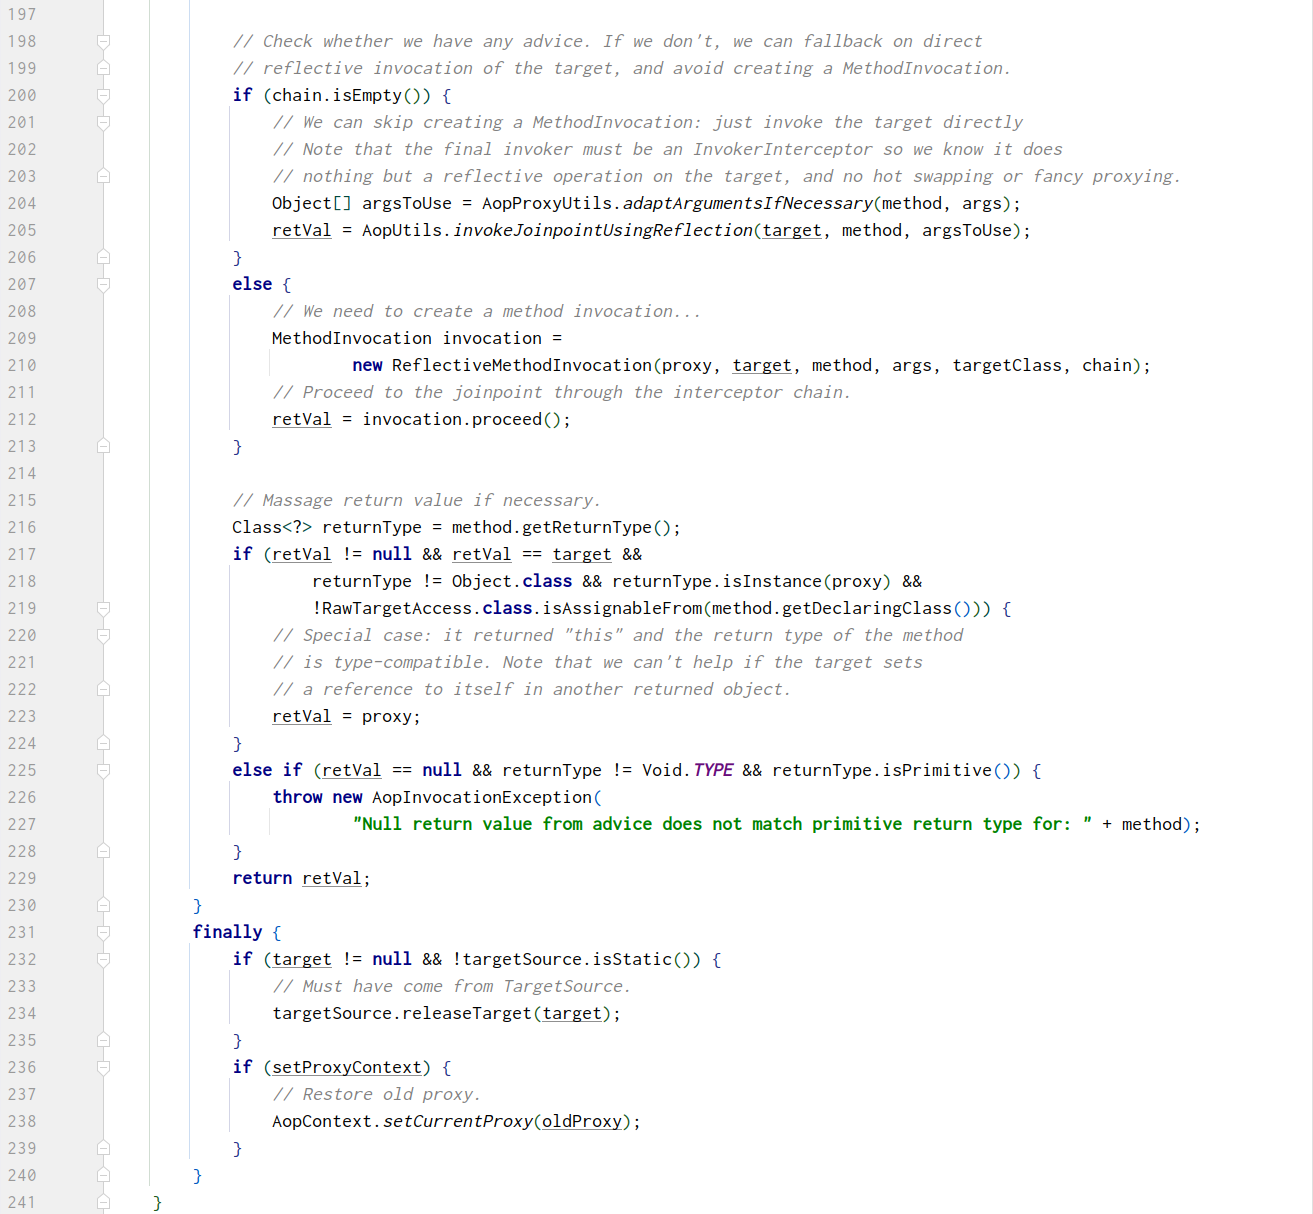 197
198 // Check whether we have any advice. If we don't, we can fallback on direct
199 // reflective invocation of the target, and avoid creating a MethodInvocation.
200 if (chain.isEmpty()) {
201 // We can skip creating a MethodInvocation: just invoke the target directly
202 // Note that the final invoker must be an InvokerInterceptor so we know it does
203 // nothing but a reflective operation on the target, and no hot swapping or fancy proxying.
204 Object[] argsToUse = AopProxyUtils.adaptArgumentsIfNecessary(method, args);
205 retVal = AopUtils.invokeJoinpointUsingReflection(target, method, argsToUse);
206 }
207 else {
208 // We need to create a method invocation...
209 MethodInvocation invocation =
210 new ReflectiveMethodInvocation(proxy, target, method, args, targetClass, chain);
211 // Proceed to the joinpoint through the interceptor chain.
212 retVal = invocation.proceed();
213 }
214
215 // Massage return value if necessary.
216 Class<?> returnType = method.getReturnType();
217 if (retVal != null && retVal == target &&
218 returnType != Object.class && returnType.isInstance(proxy) &&
219 !RawTargetAccess.class.isAssignableFrom(method.getDeclaringClass())) {
220 // Special case: it returned "this" and the return type of the method
221 // is type-compatible. Note that we can't help if the target sets
222 // a reference to itself in another returned object.
223 retVal = proxy;
224 }
225 else if (retVal == null && returnType != Void.TYPE && returnType.isPrimitive()) {
226 throw new AopInvocationException(
227 "Null return value from advice does not match primitive return type for: " + method);
228 }
229 return retVal;
230 }
231 finally {
232 if (target != null && !targetSource.isStatic()) {
233 // Must have come from TargetSource.
234 targetSource.releaseTarget(target);
235 }
236 if (setProxyContext) {
237 // Restore old proxy.
238 AopContext.setCurrentProxy(oldProxy);
239 }
240 }
241 }